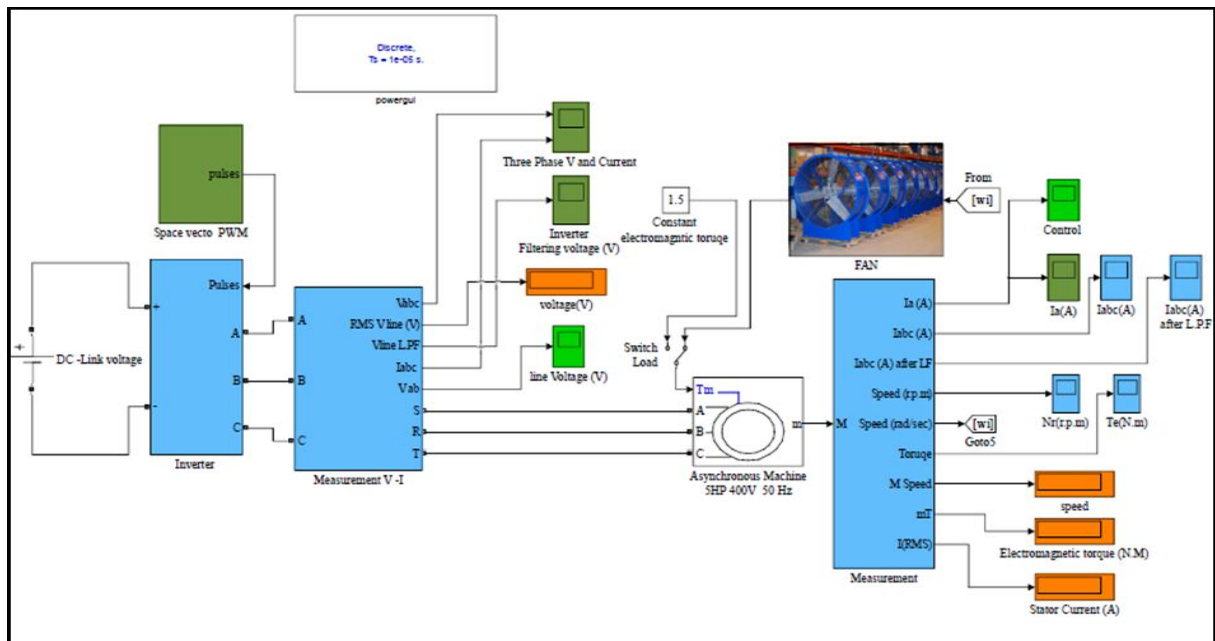 Discrete,
Ts = 1e-05 s.
powergui
pulses
Space vecto PWM
Three Phase V and Current
Inverter
Filtering voltage (V)
voltage(V)
line Voltage (V)
1.5
Constant
electromagntic toruqe
FAN
From
[wi]
Control
Ia(A)
Iabc(A)
Iabc(A)
after L.P.F
Switch
Load
DC -Link voltage
+
Pulses
+
-
A
B
C
Inverter
A
B
C
Vabc
RMS Vline (V)
Vline L.PF
Iabc
Vab
S
R
T
Measurement V -I
Tm
A
B
C
m
Asynchronous Machine
5HP 400V 50 Hz
M
Ia (A)
Iabc (A)
Iabc (A) after LF
Speed (r.p.m)
Speed (rad/sec)
Toruqe
M Speed
mT
I(RMS)
Measurement
Nr(r.p.m)
Te(N.m)
[wi]
Goto5
speed
Electromagnetic torque (N.M)
Stator Current (A)